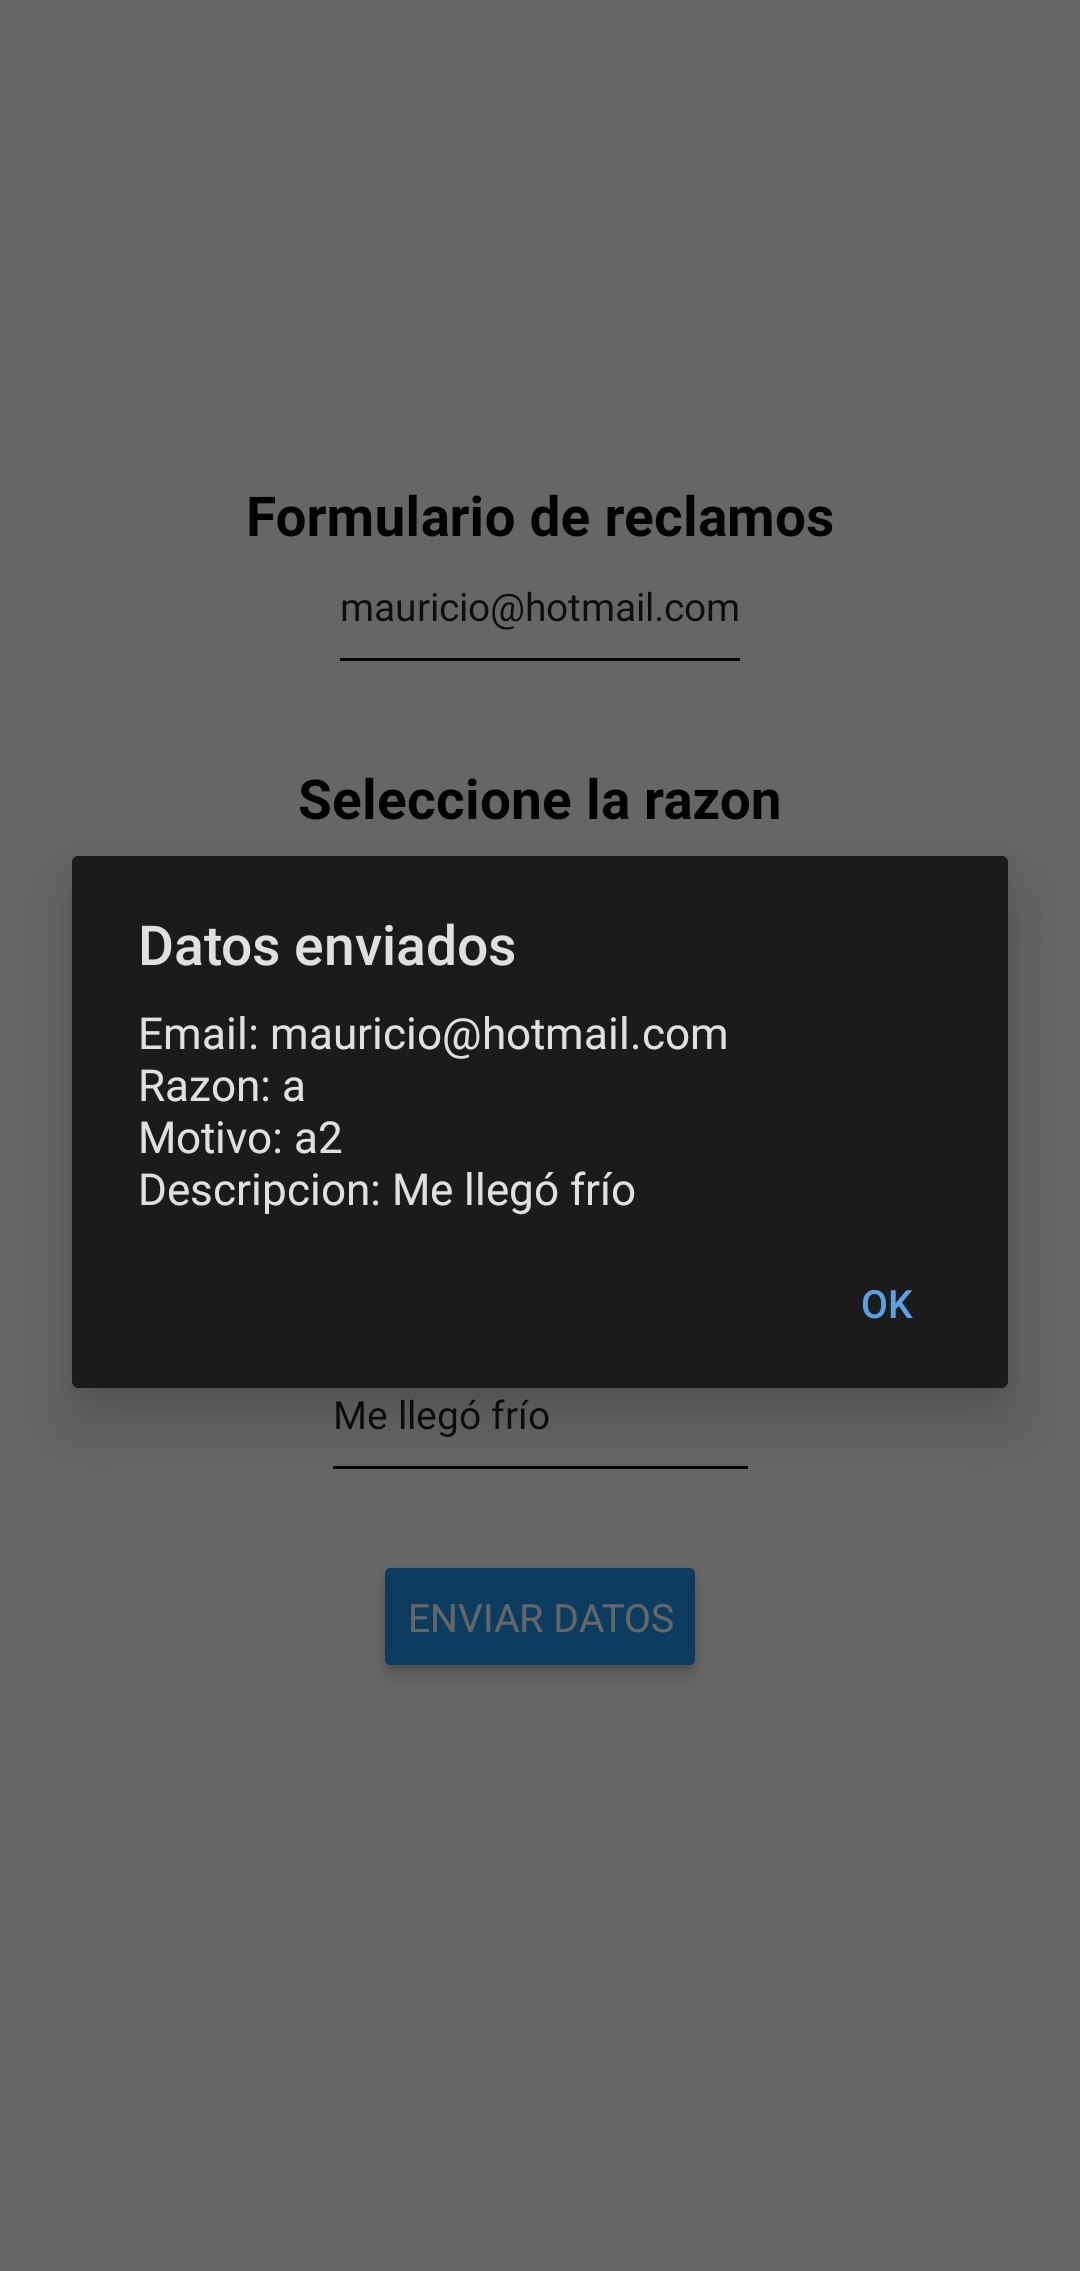 Formulario de reclamos
mauricio@hotmail.com
Seleccione la razon
Datos enviados
Email: mauricio@hotmail.com
Razon: a
Motivo: a2
Descripcion: Me llegó frío
OK
Me llegó frío
ENVIAR DATOS